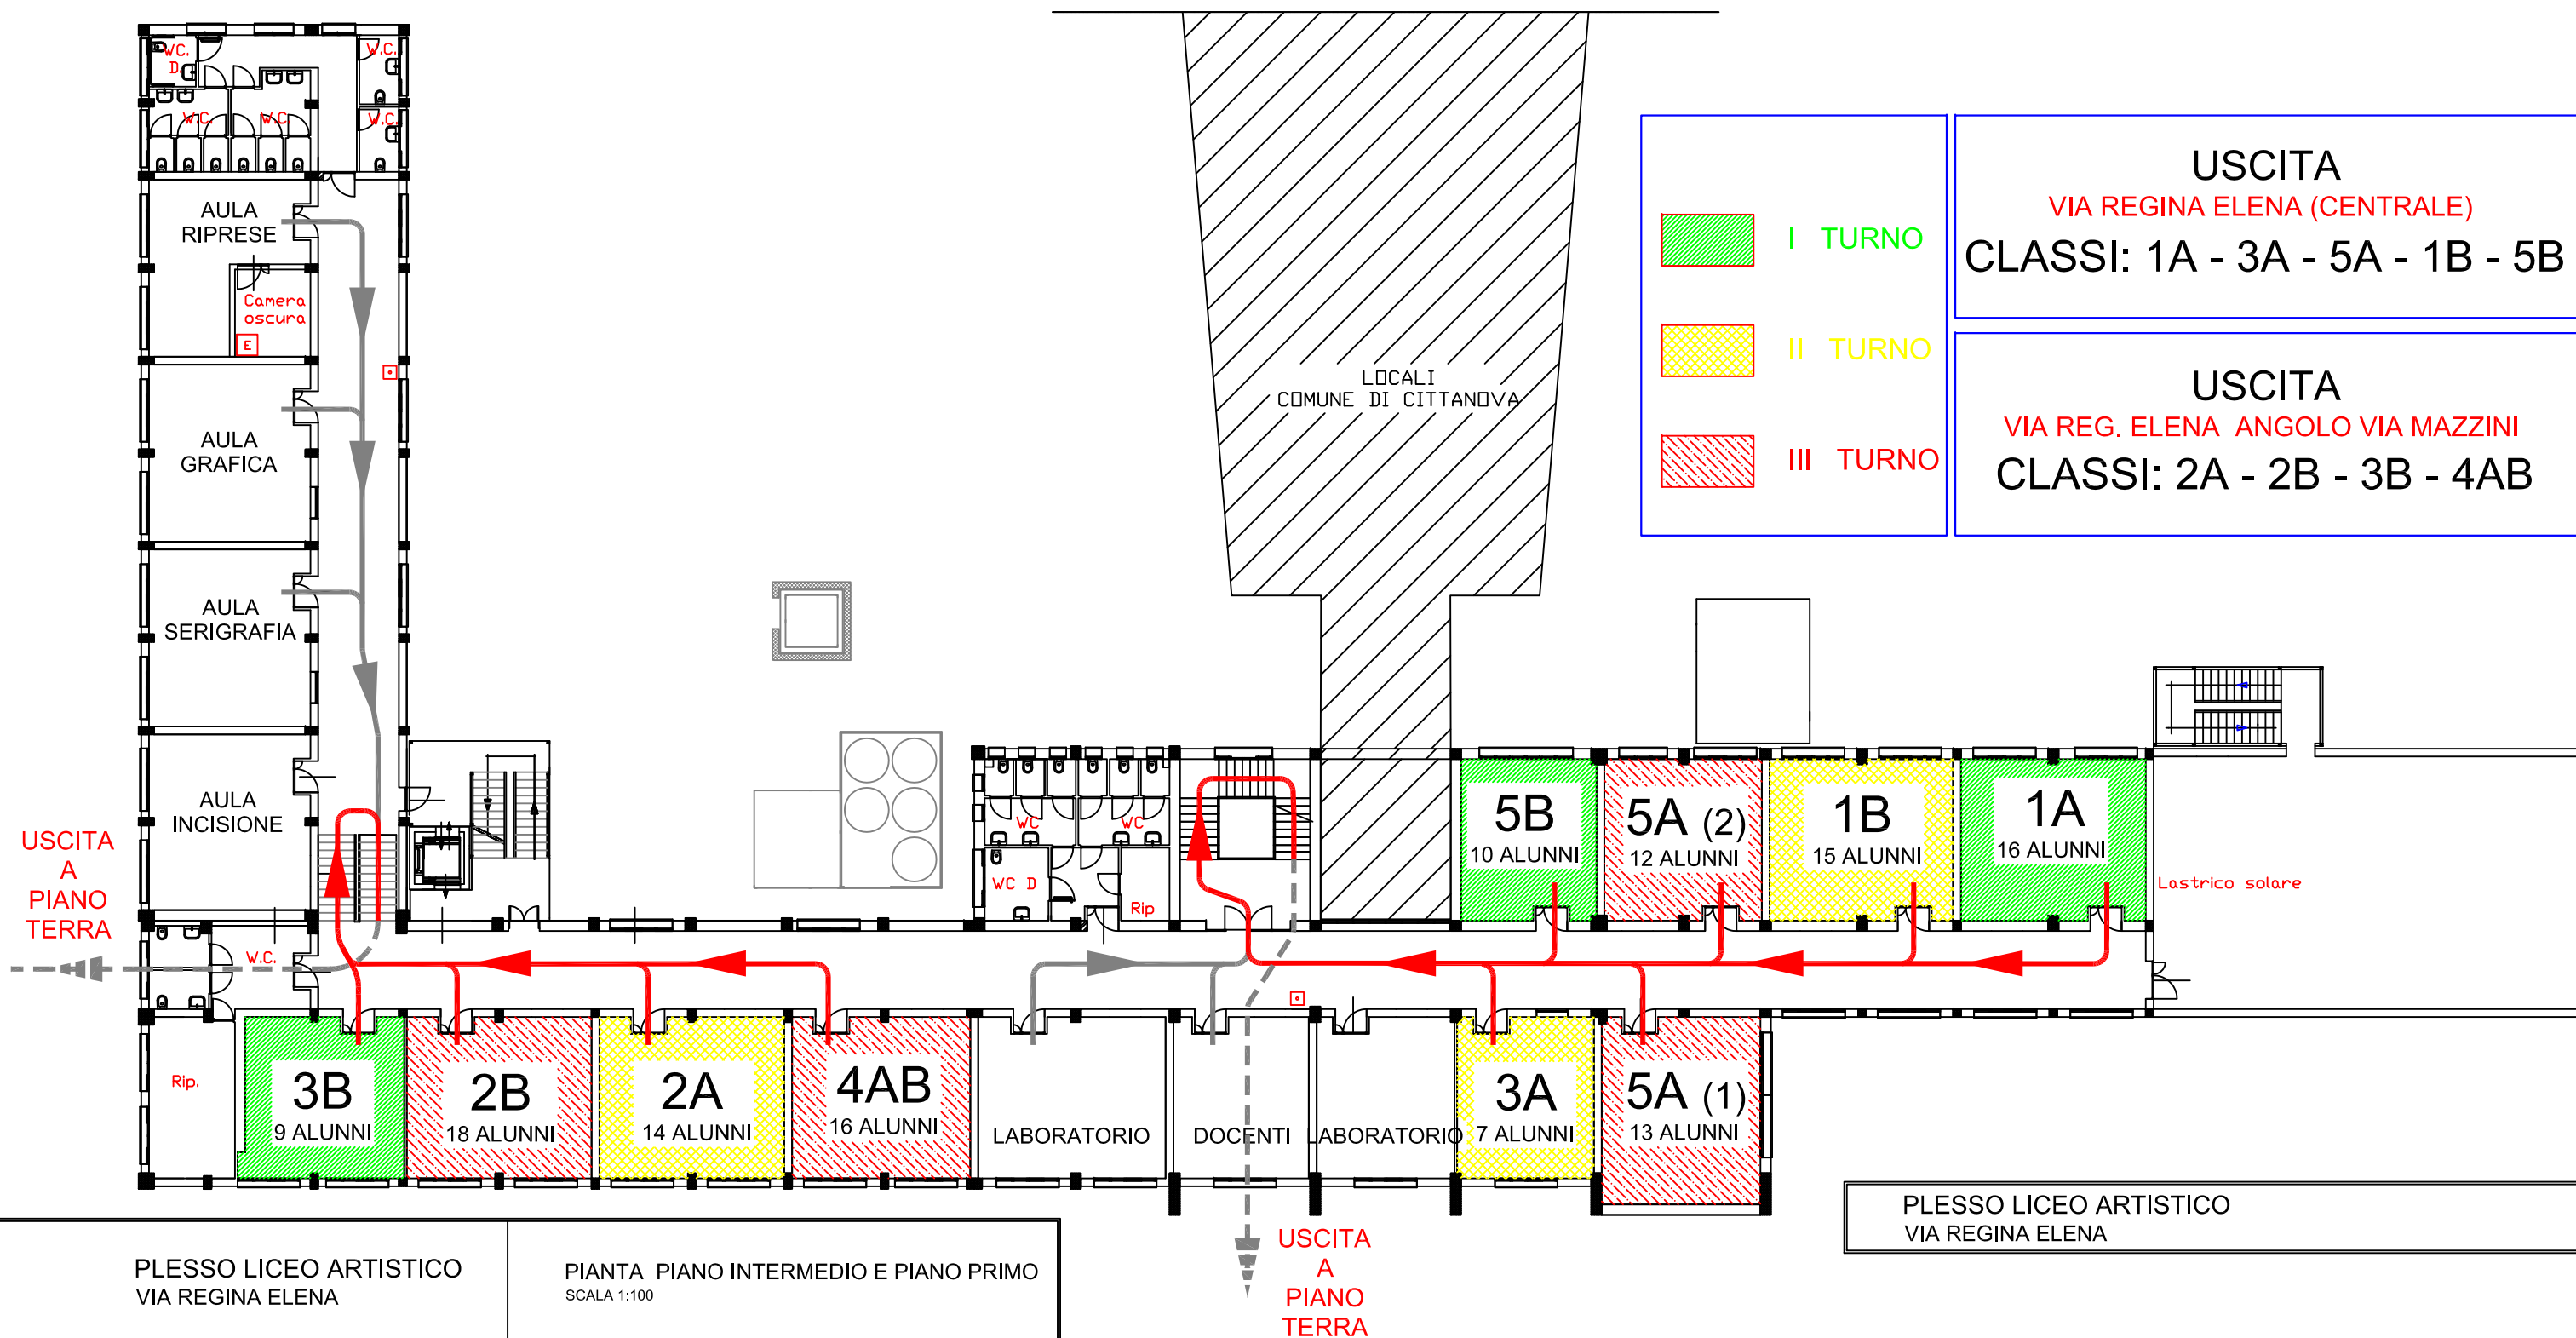 WC.
D.
W.C.
W.C.
W.C.
W.C.
AULA
RIPRESE
Camera
oscura
E
AULA
GRAFICA
AULA
SERIGRAFIA
AULA
INCISIONE
USCITA
A
PIANO
TERRA
W.C.
Rip.
LOCALI
COMUNE DI CITTANOVA
I TURNO
II TURNO
III TURNO
USCITA
VIA REGINA ELENA (CENTRALE)
CLASSI: 1A - 3A - 5A - 1B - 5B
USCITA
VIA REG. ELENA ANGOLO VIA MAZZINI
CLASSI: 2A - 2B - 3B - 4AB
WC
WC
WC D
Rip
5B
10 ALUNNI
5A (2)
12 ALUNNI
1B
15 ALUNNI
1A
16 ALUNNI
Lastrico solare
3B
9 ALUNNI
2B
18 ALUNNI
2A
14 ALUNNI
4AB
16 ALUNNI
LABORATORIO
DOCENTI
LABORATORIO
3A
7 ALUNNI
5A (1)
13 ALUNNI
USCITA
A
PIANO
TERRA
PLESSO LICEO ARTISTICO
VIA REGINA ELENA
PIANTA PIANO INTERMEDIO E PIANO PRIMO
SCALA 1:100
PLESSO LICEO ARTISTICO
VIA REGINA ELENA